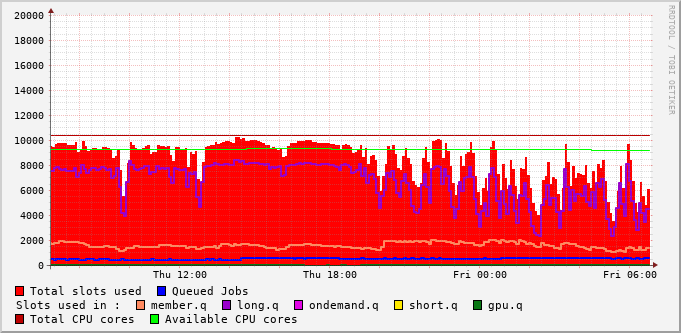 RRDTOOL / TOBI OETIKER
20000
18000
16000
14000
12000
10000
8000
6000
4000
2000
0
Thu 12:00 Thu 18:00 Fri 00:00 Fri 06:00
Total slots used Queued Jobs
Slots used in : member.q long.q ondemand.q short.q gpu.q
Total CPU cores Available CPU cores